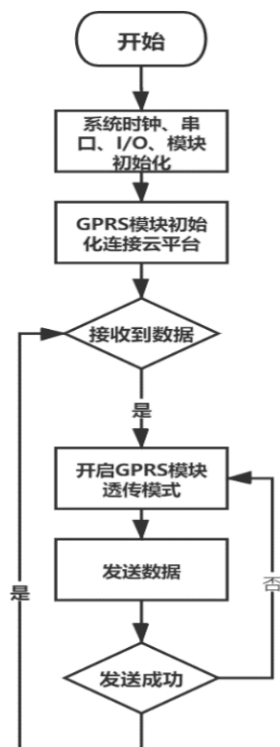 开始
系统时钟、串
口、I/O、模块
初始化
GPRS模块初始
化连接云平台
接收到数据
是
开启GPRS模块
透传模式
发送数据
否
是
发送成功